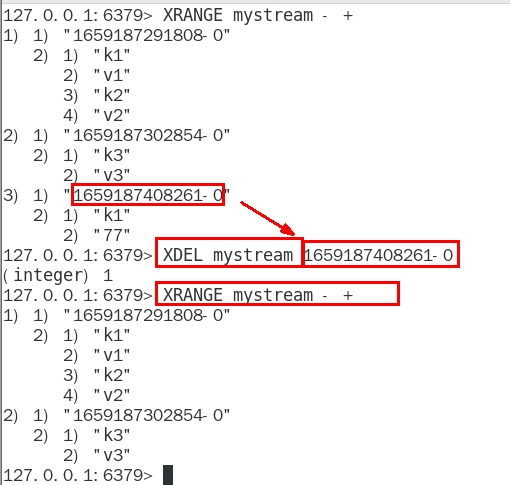 127.0.0.1:6379> XRANGE mystream - +
1) 1) "1659187291808-0"
2) 1) "k1"
2) "v1"
3) "k2"
4) "v2"
2) 1) "1659187302854-0"
2) 1) "k3"
2) "v3"
3) 1) "1659187408261-0"
2) 1) "k1"
2) "77"
127.0.0.1:6379> XDEL mystream 1659187408261-0
(integer) 1
127.0.0.1:6379> XRANGE mystream - +
1) 1) "1659187291808-0"
2) 1) "k1"
2) "v1"
3) "k2"
4) "v2"
2) 1) "1659187302854-0"
2) 1) "k3"
2) "v3"
127.0.0.1:6379>